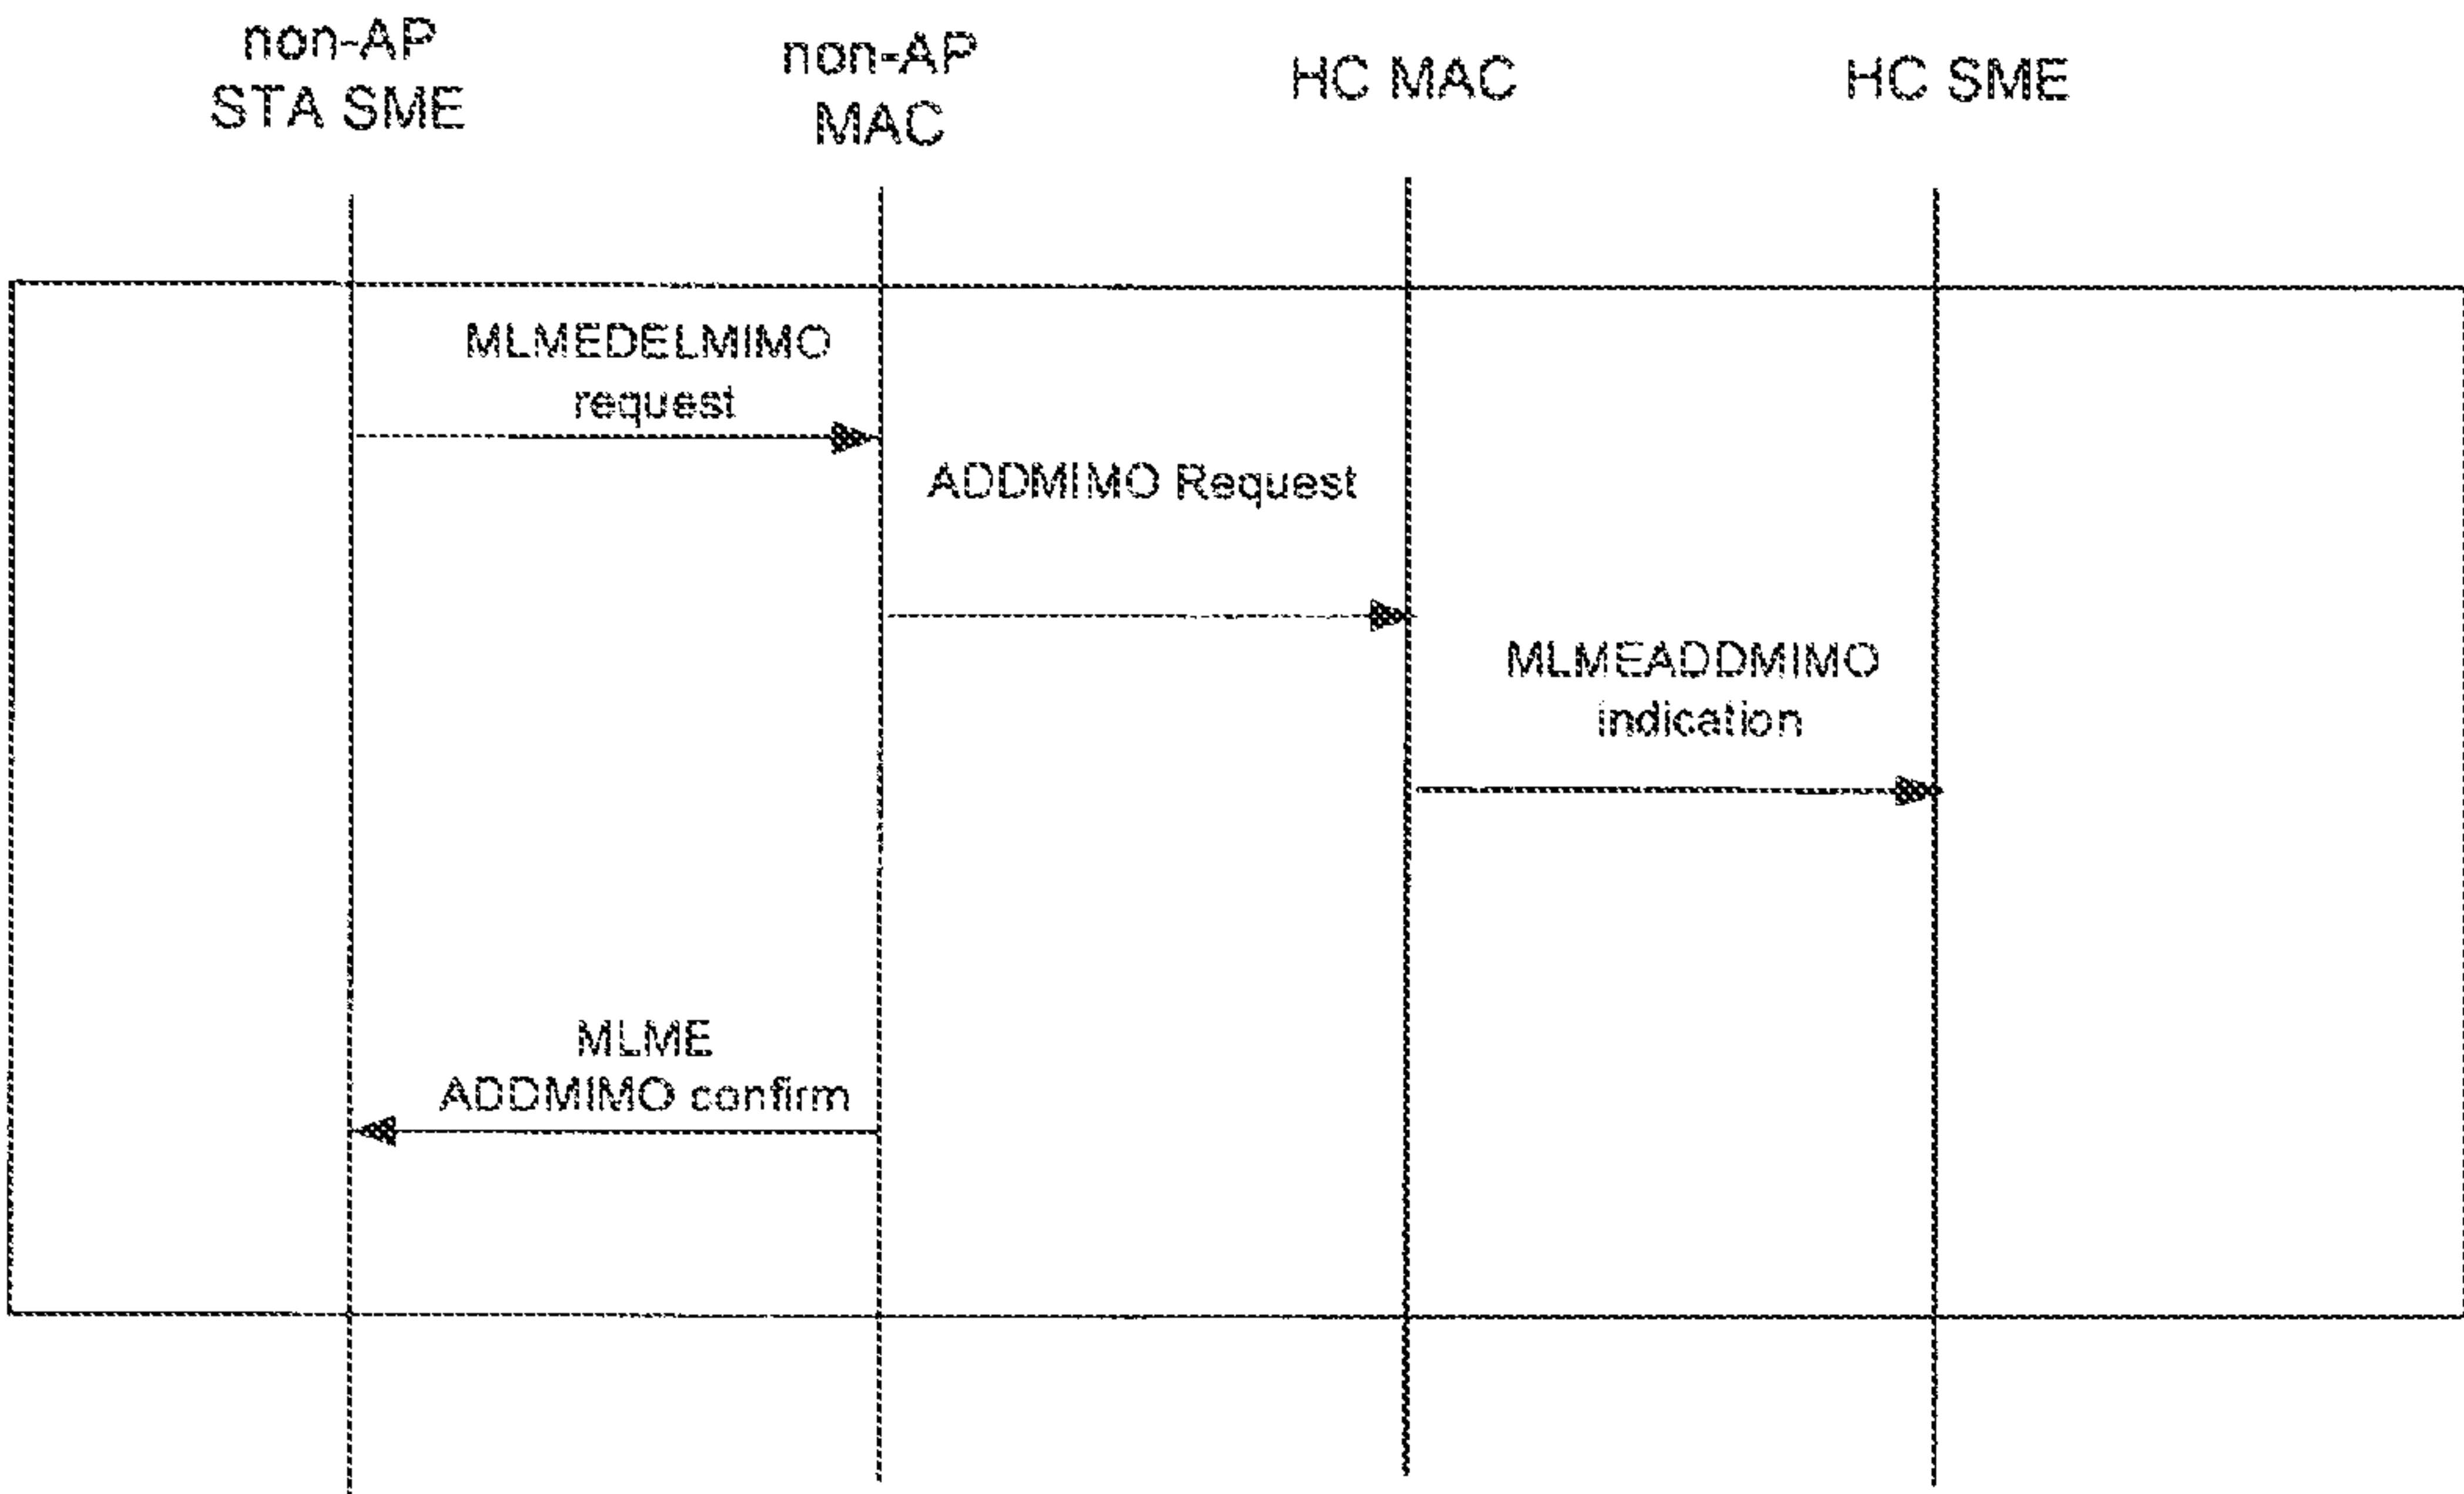 non-AP
STA SME
non-AP
MAC
HC MAC
HC SME
MLMEDELMIMO
request
ADDMIMO Request
MLMEADDMIMO
indication
MLME
ADDMIMO confirm